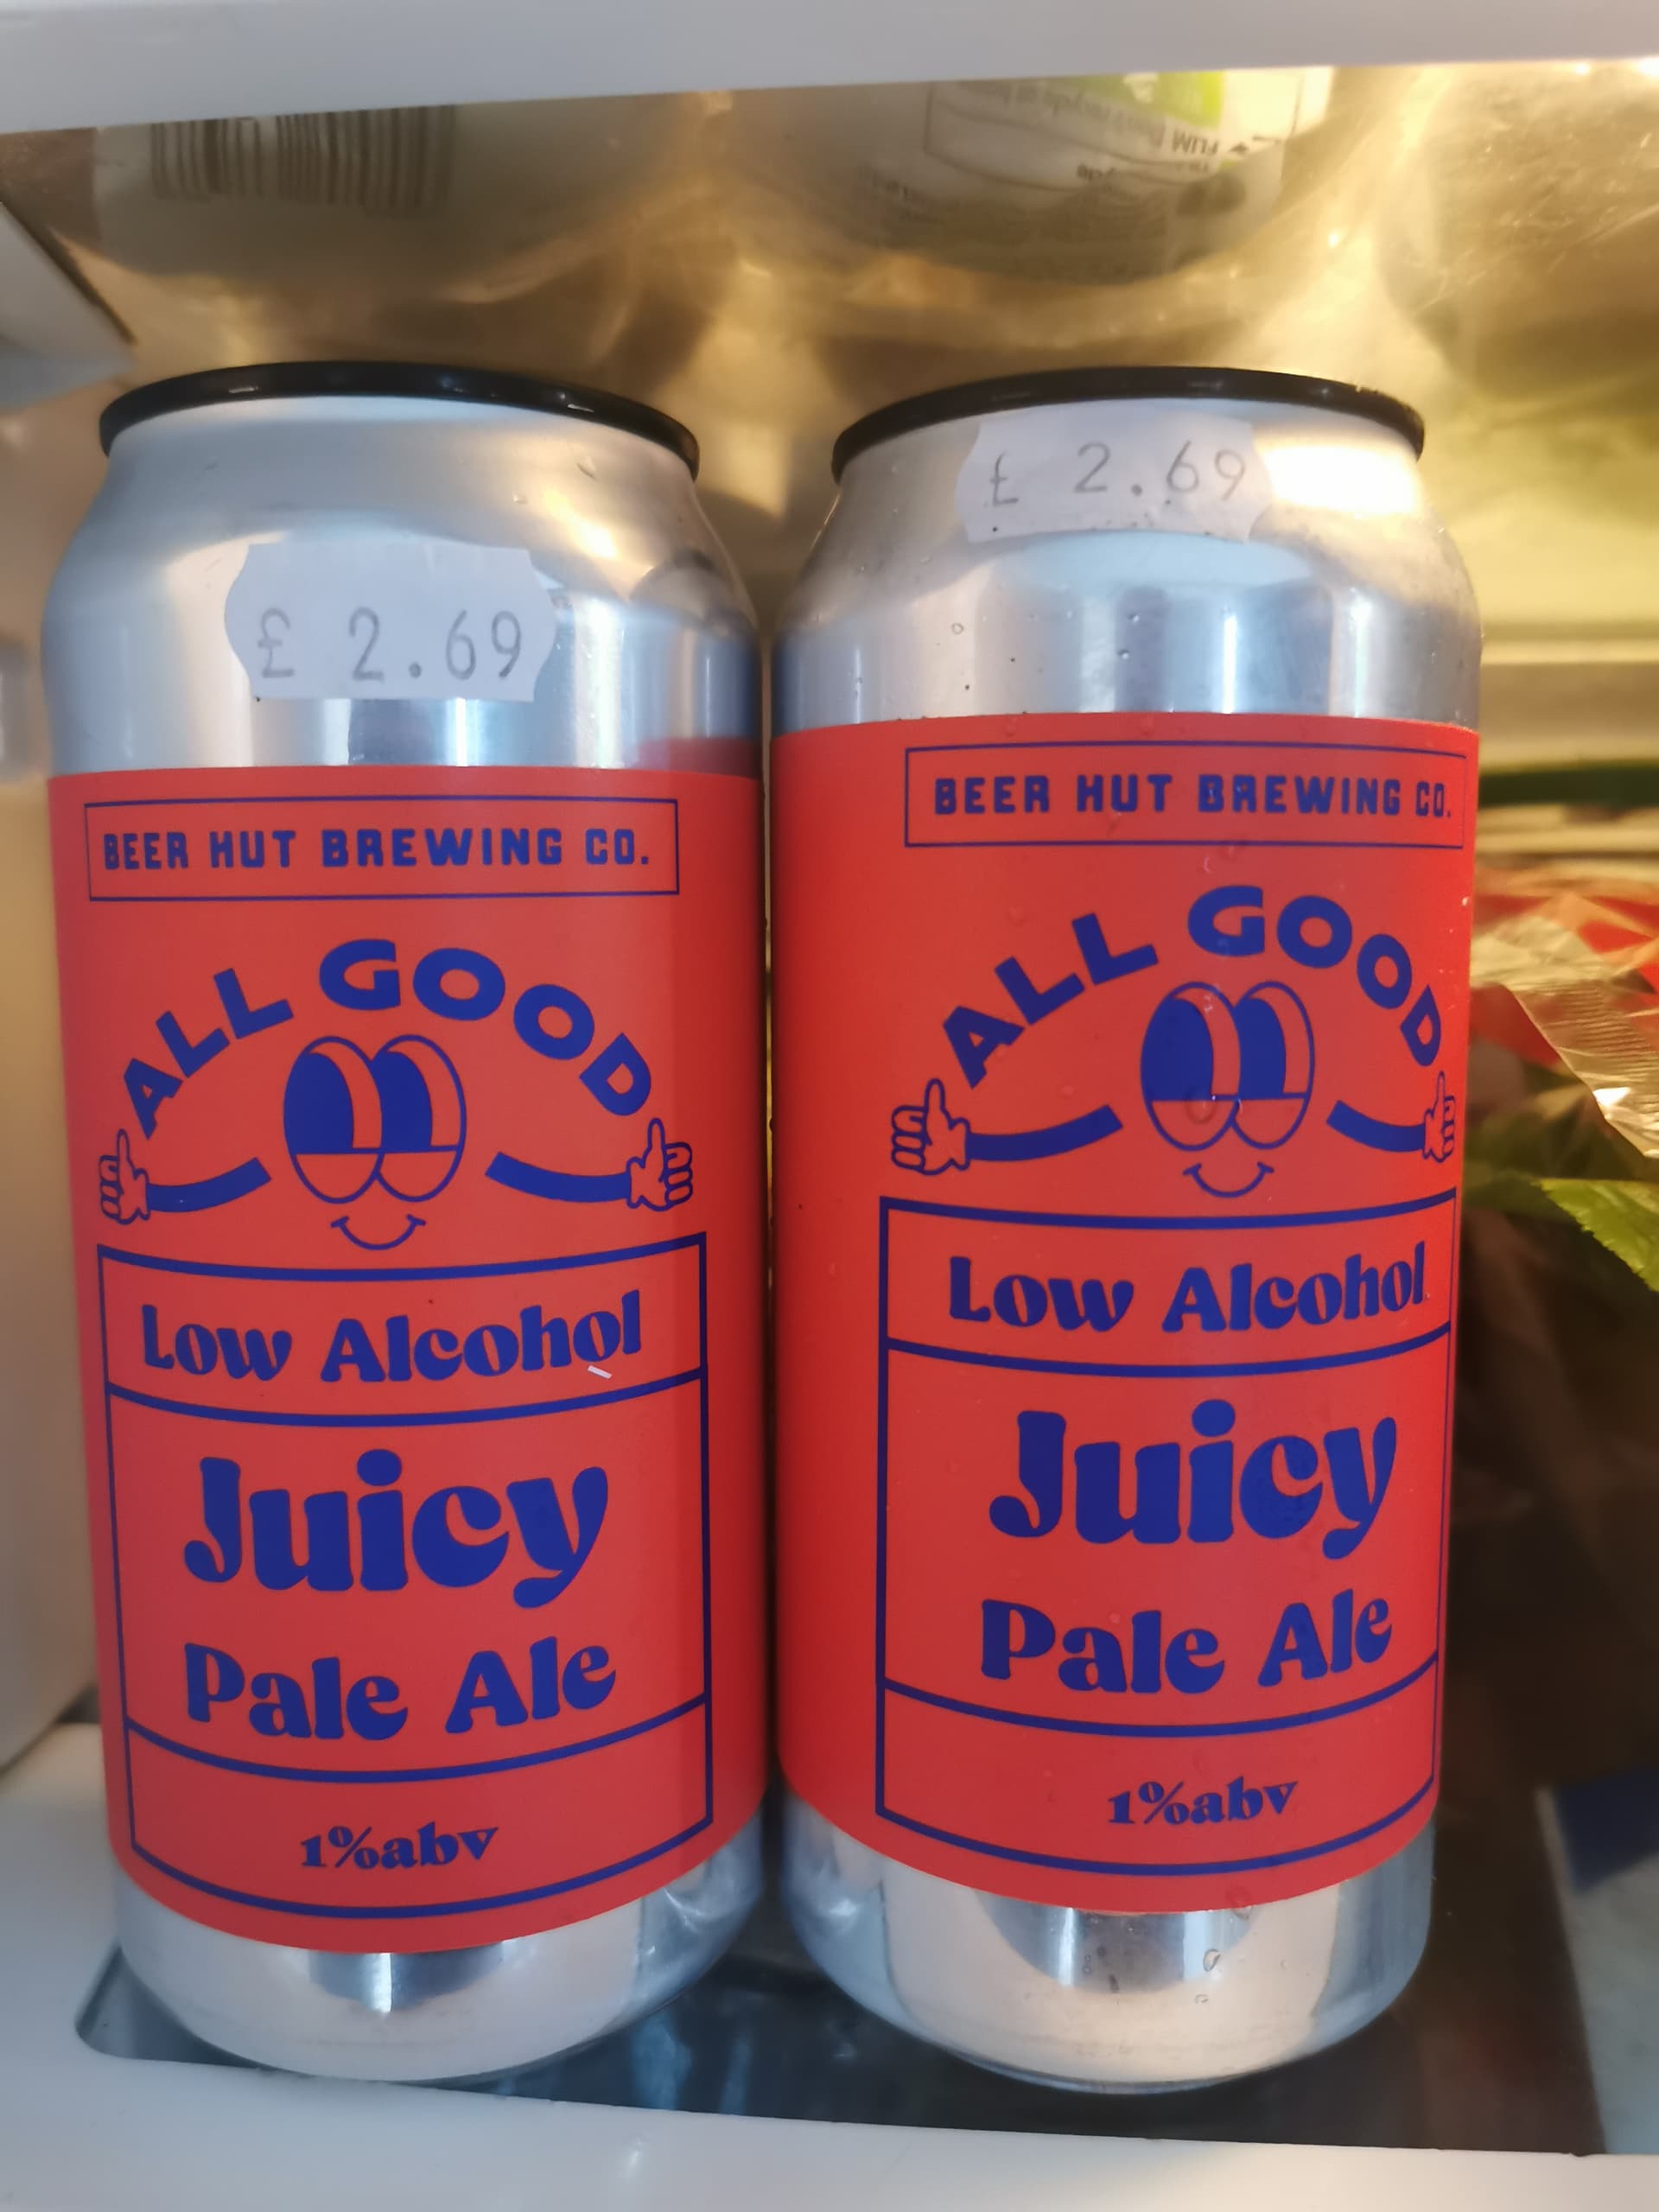 £ 2.69
BEER HUT BREWING CO.
ALL GOOD
Low Alcohol
Juicy
Pale Ale
1%abv
£ 2.69
BEER HUT BREWING CO.
ALL GOOD
Low Alcohol
Juicy
Pale Ale
1%abv